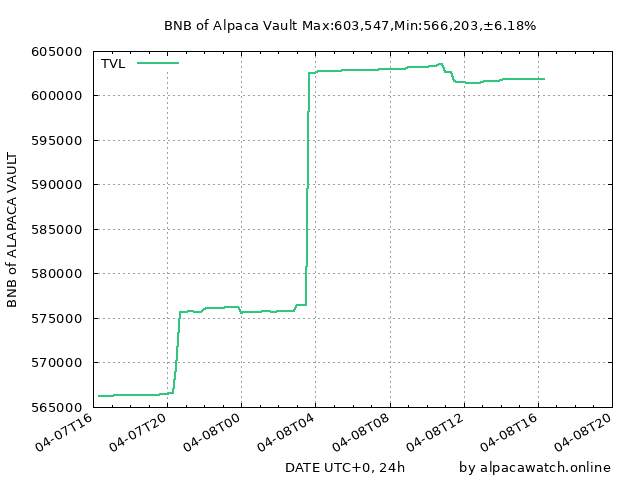 BNB of Alpaca Vault Max:603,547,Min:566,203,±6.18%
TVL
BNB of ALAPACA VAULT
605000
600000
595000
590000
585000
580000
575000
570000
565000
04-07T16
04-07T20
04-08T00
04-08T04
04-08T08
04-08T12
04-08T16
04-08T20
DATE UTC+0, 24h
by alpacawatch.online